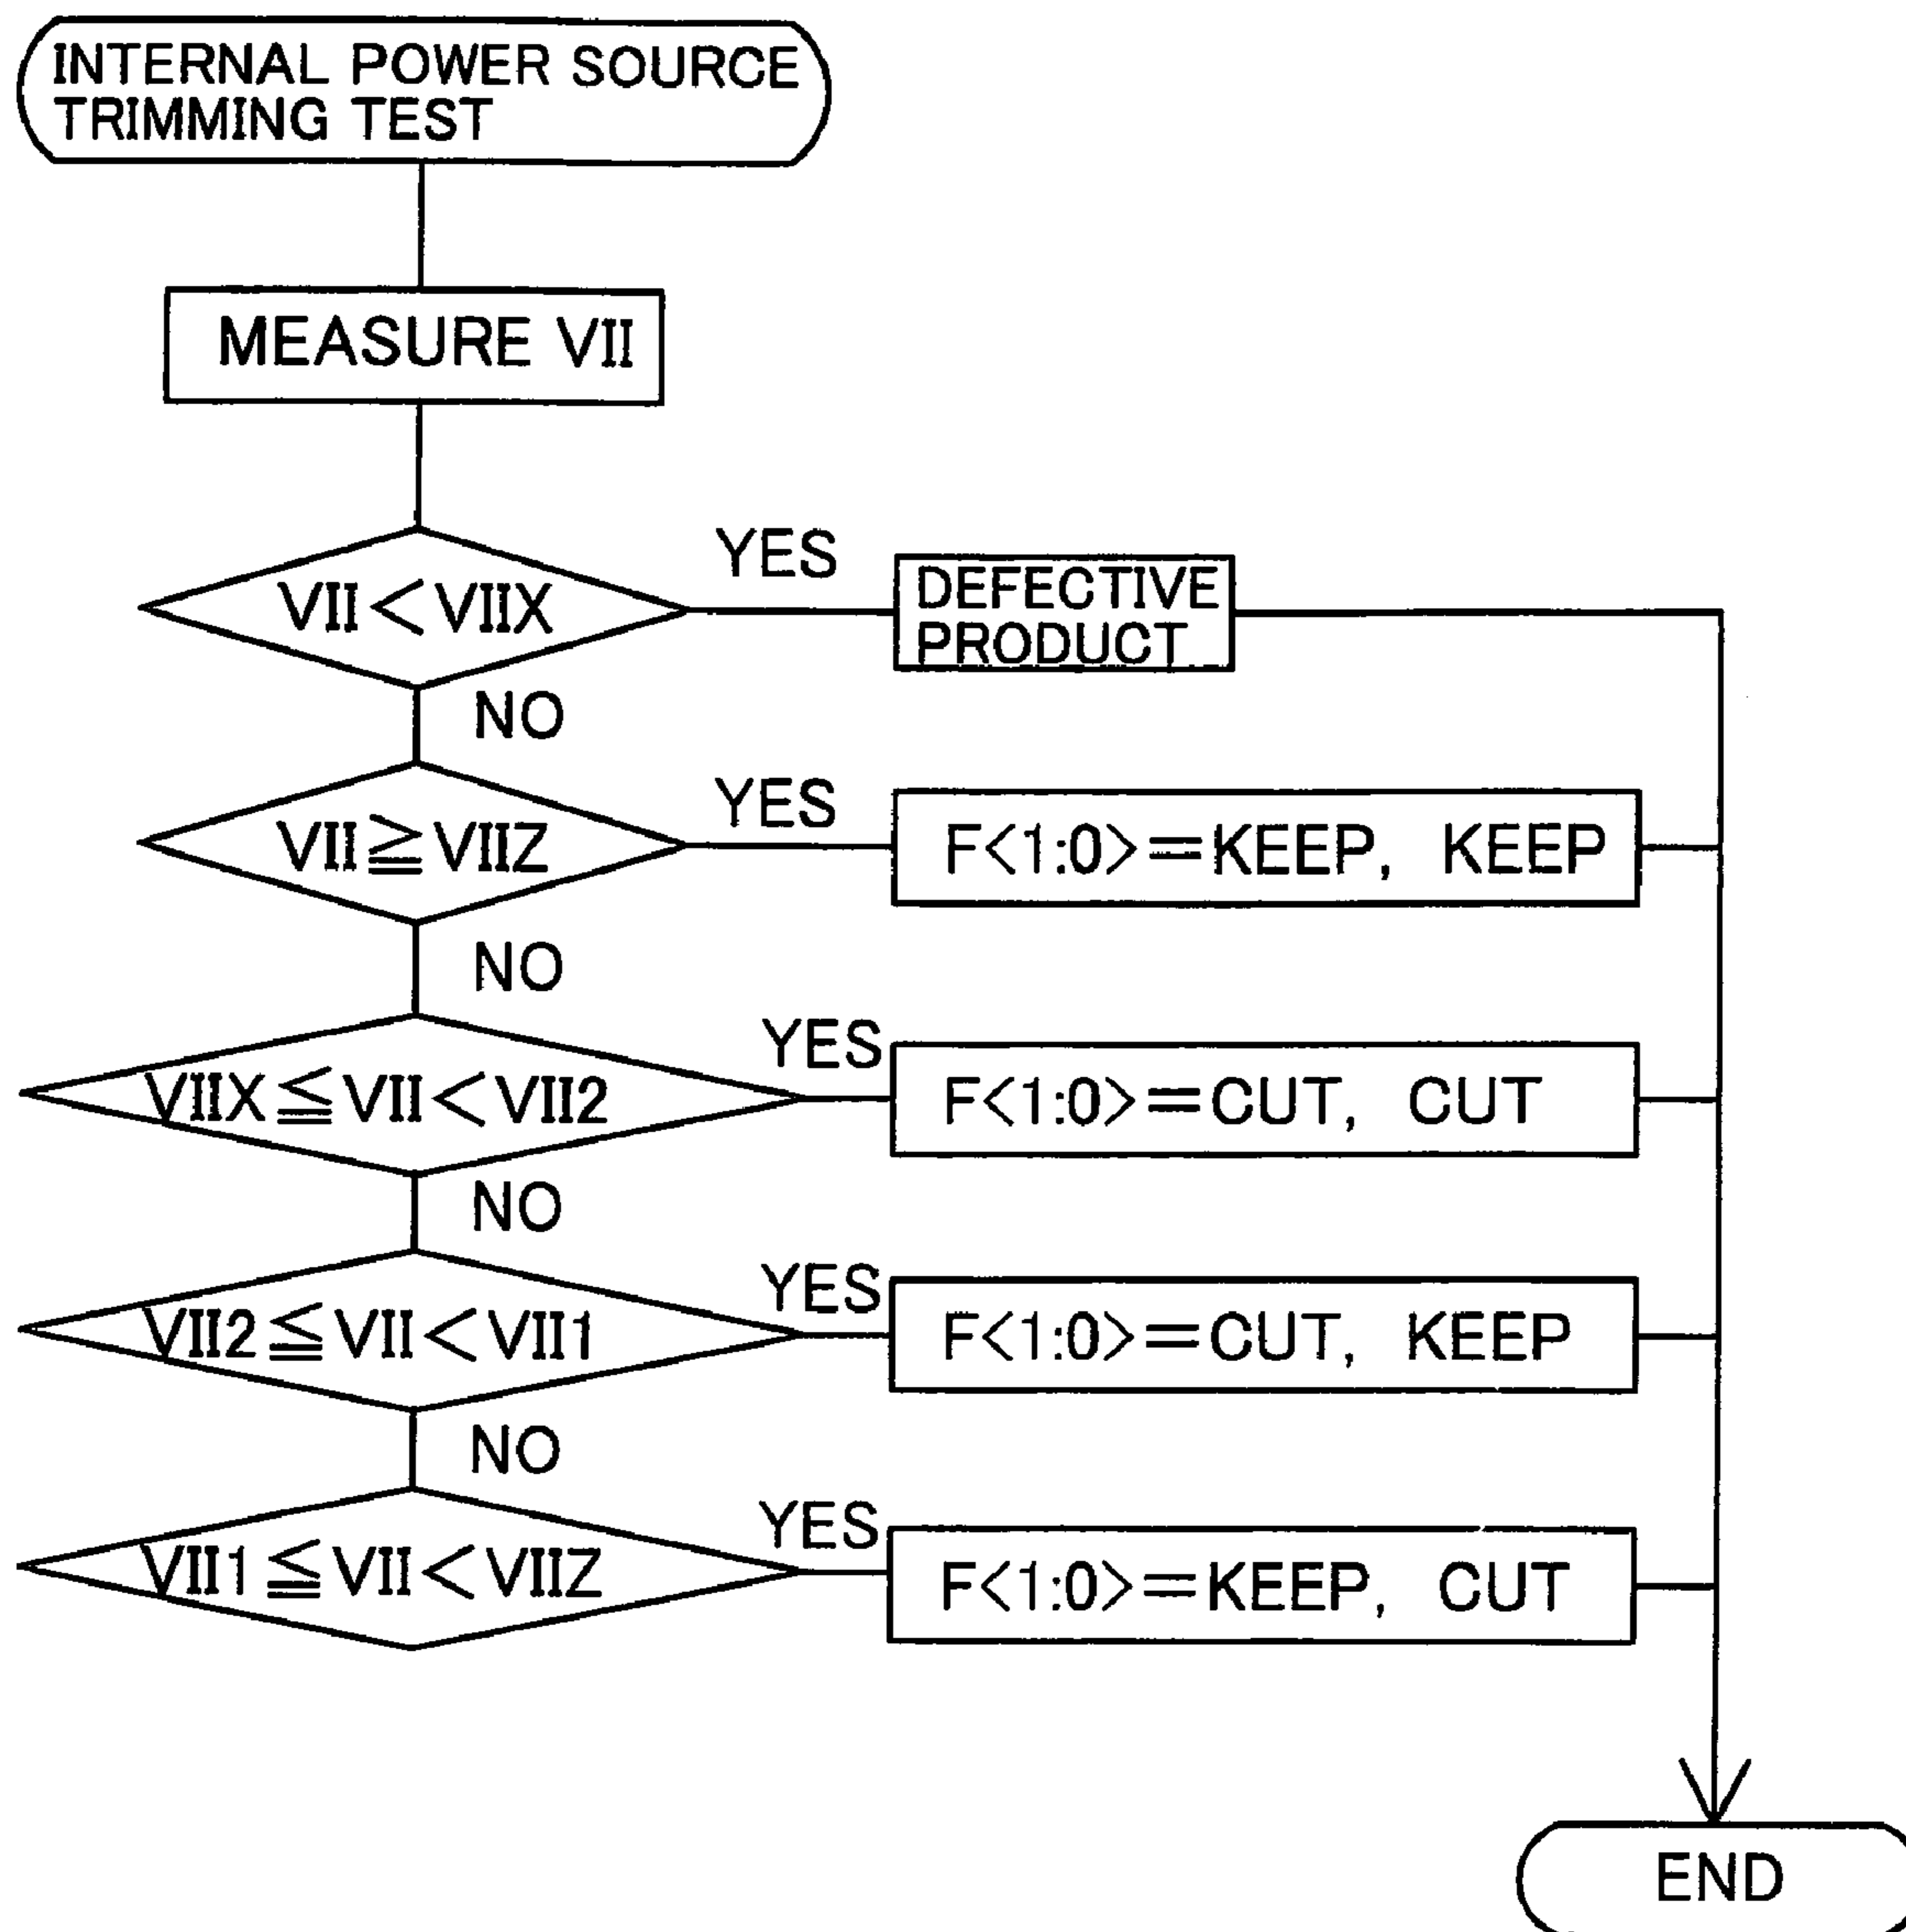 INTERNAL POWER SOURCE
TRIMMING TEST
MEASURE VII
VII<VIIX
YES
DEFECTIVE
PRODUCT
NO
VII≧VIIZ
YES
F<1:0>=KEEP, KEEP
NO
VIIX≦VII<VII2
YES
F<1:0>=CUT, CUT
NO
VII2≦VII<VII1
YES
F<1:0>=CUT, KEEP
NO
VII1≦VII<VIIZ
YES
F<1:0>=KEEP, CUT
END